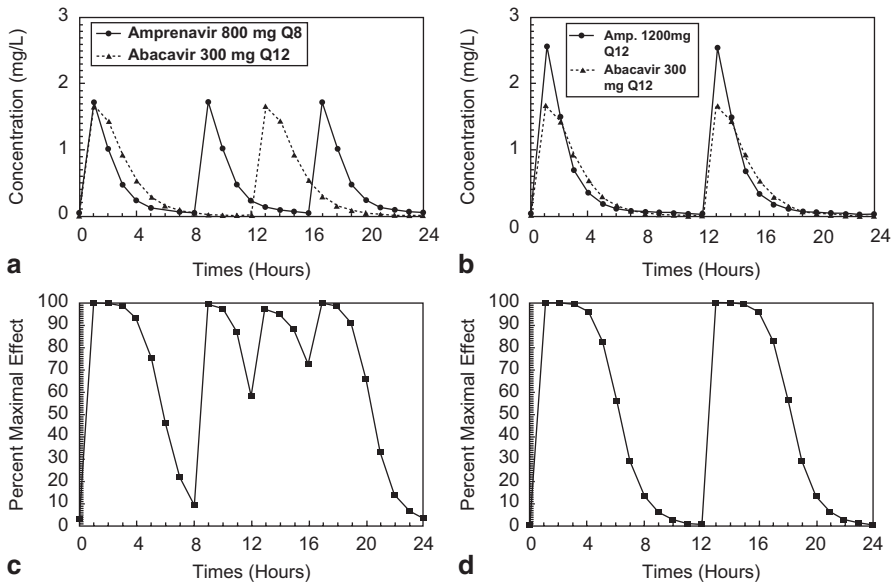 3
2
1
0
Concentration (mg/L)
Amprenavir 800 mg Q8
Abacavir 300 mg Q12
0 4 8 12 16 20 24
Times (Hours)
a
3
2
1
0
Concentration (mg/L)
Amp. 1200mg
Q12
Abacavir 300
mg Q12
0 4 8 12 16 20 24
Times (Hours)
b
100
90
80
70
60
50
40
30
20
10
0
Percent Maximal Effect
0 4 8 12 16 20 24
Times (Hours)
c
100
90
80
70
60
50
40
30
20
10
0
Percent Maximal Effect
0 4 8 12 16 20 24
Times (Hours)
d